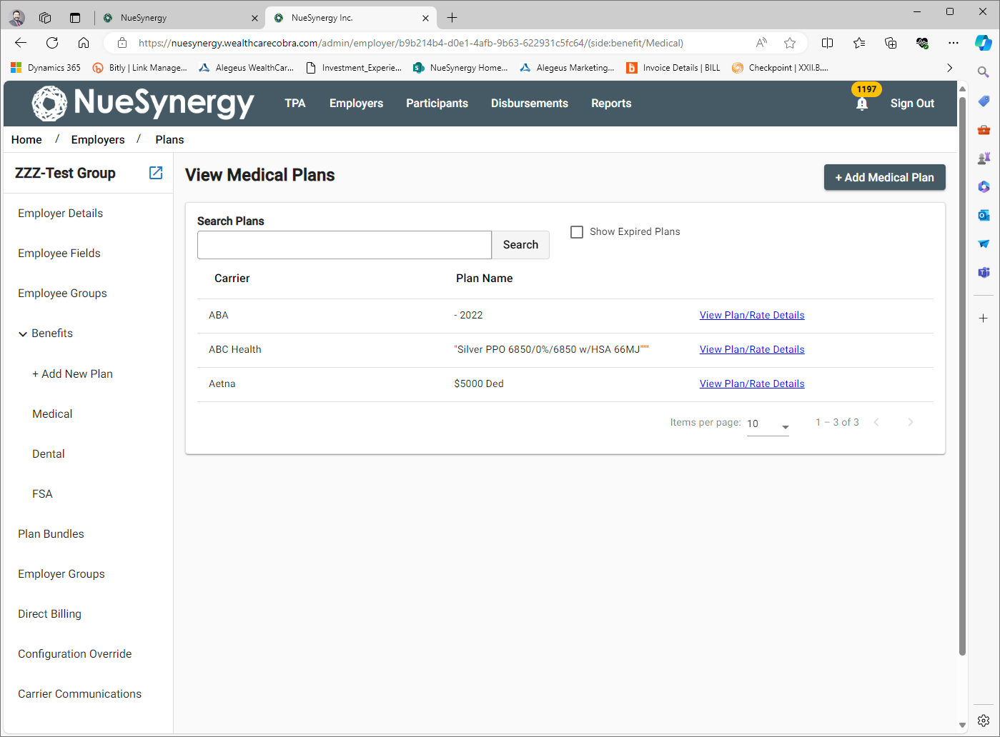 NueSynergy
NueSynergy Inc.
https://nuesynergy.wealthcarecobra.com/admin/employer/b9b214b4-d0e1-4afb-9b63-622931c5fc64/(side:benefit/Medical)
Dynamics 365
Bitly | Link Manage...
Alegeus WealthCar...
Investment_Experie...
NueSynergy Home...
Alegeus Marketing...
Invoice Details | BILL
Checkpoint | XXII.B....
NueSynergy
TPA
Employers
Participants
Disbursements
Reports
1197
Sign Out
Home / Employers / Plans
ZZZ-Test Group
Employer Details
Employee Fields
Employee Groups
Benefits
+ Add New Plan
Medical
Dental
FSA
Plan Bundles
Employer Groups
Direct Billing
Configuration Override
Carrier Communications
View Medical Plans
+ Add Medical Plan
Search Plans
Search
Show Expired Plans
Carrier Plan Name
ABA - 2022 View Plan/Rate Details
ABC Health "Silver PPO 6850/0%/6850 w/HSA 66MJ""" View Plan/Rate Details
Aetna $5000 Ded View Plan/Rate Details
Items per page: 10 1 – 3 of 3